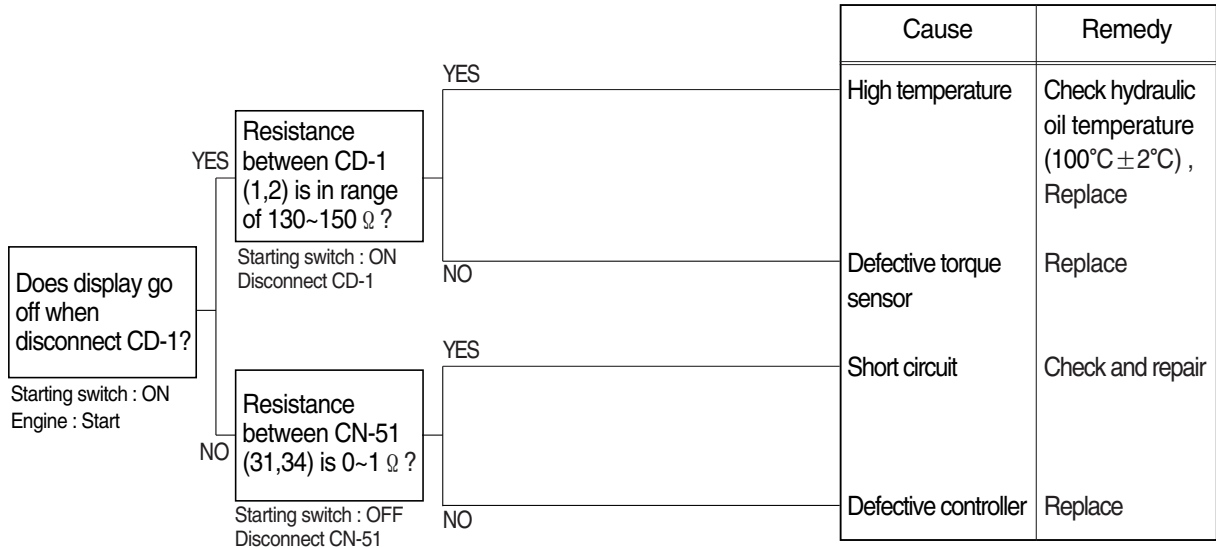 Cause
Remedy
YES
High temperature
Check hydraulic
oil temperature
(100°C±2°C) ,
Replace
YES
Resistance
between CD-1
(1,2) is in range
of 130~150 Ω ?
Starting switch : ON
Disconnect CD-1
NO
Defective torque
sensor
Replace
Does display go
off when
disconnect CD-1?
Starting switch : ON
Engine : Start
YES
Short circuit
Check and repair
NO
Resistance
between CN-51
(31,34) is 0~1 Ω ?
Starting switch : OFF
Disconnect CN-51
NO
Defective controller
Replace